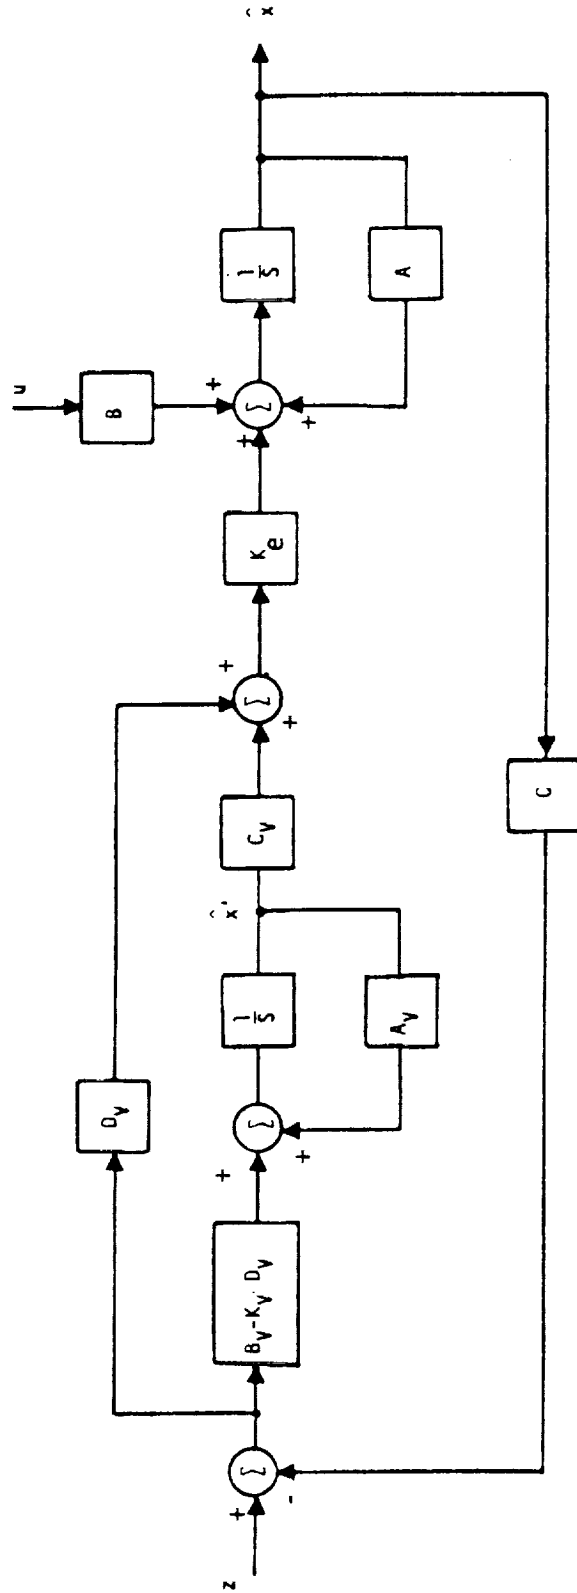 z
+
-
Σ
B_V-K_V D_V
+
+
Σ
1/S
A_V
x̂'
C_V
D_V
+
+
Σ
K_e
u
B
+
+
+
Σ
1/S
A
x̂
C